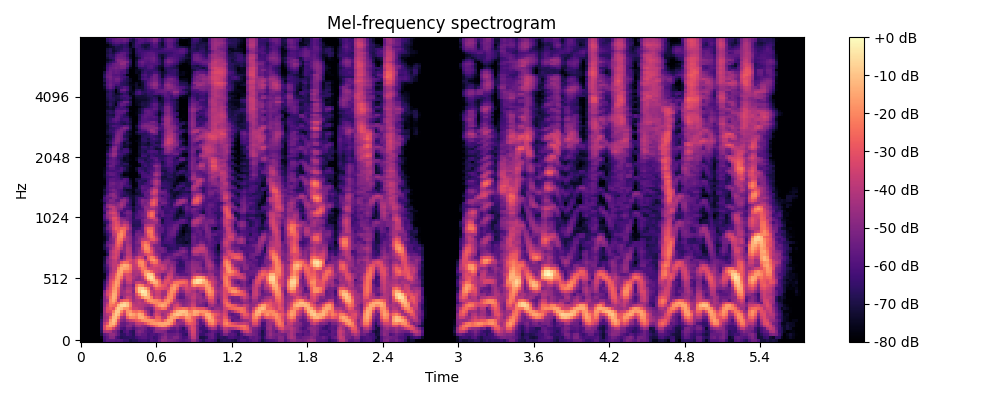 Mel-frequency spectrogram
Hz
4096
2048
1024
512
0
0 0.6 1.2 1.8 2.4 3 3.6 4.2 4.8 5.4
Time
+0 dB
-10 dB
-20 dB
-30 dB
-40 dB
-50 dB
-60 dB
-70 dB
-80 dB